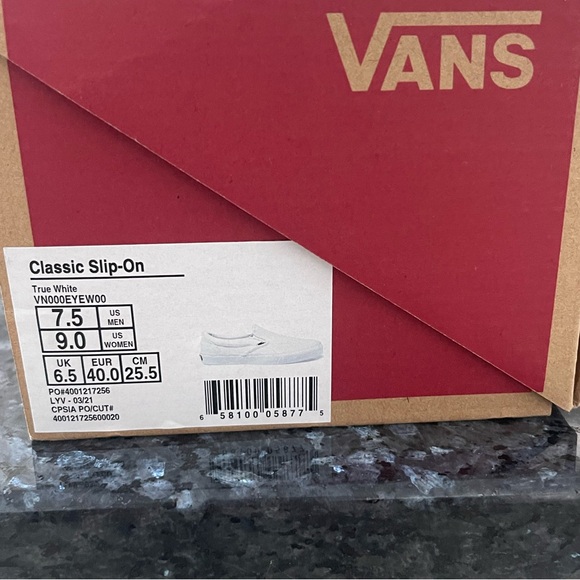 VANS
Classic Slip-On
True White
VN000EYEW00
7.5 US MEN
9.0 US WOMEN
UK EUR CM
6.5 40.0 25.5
PO#4001217256
LYV - 03/21
CPSIA PO/CUT#
400121725600020
6 58100 05877 5